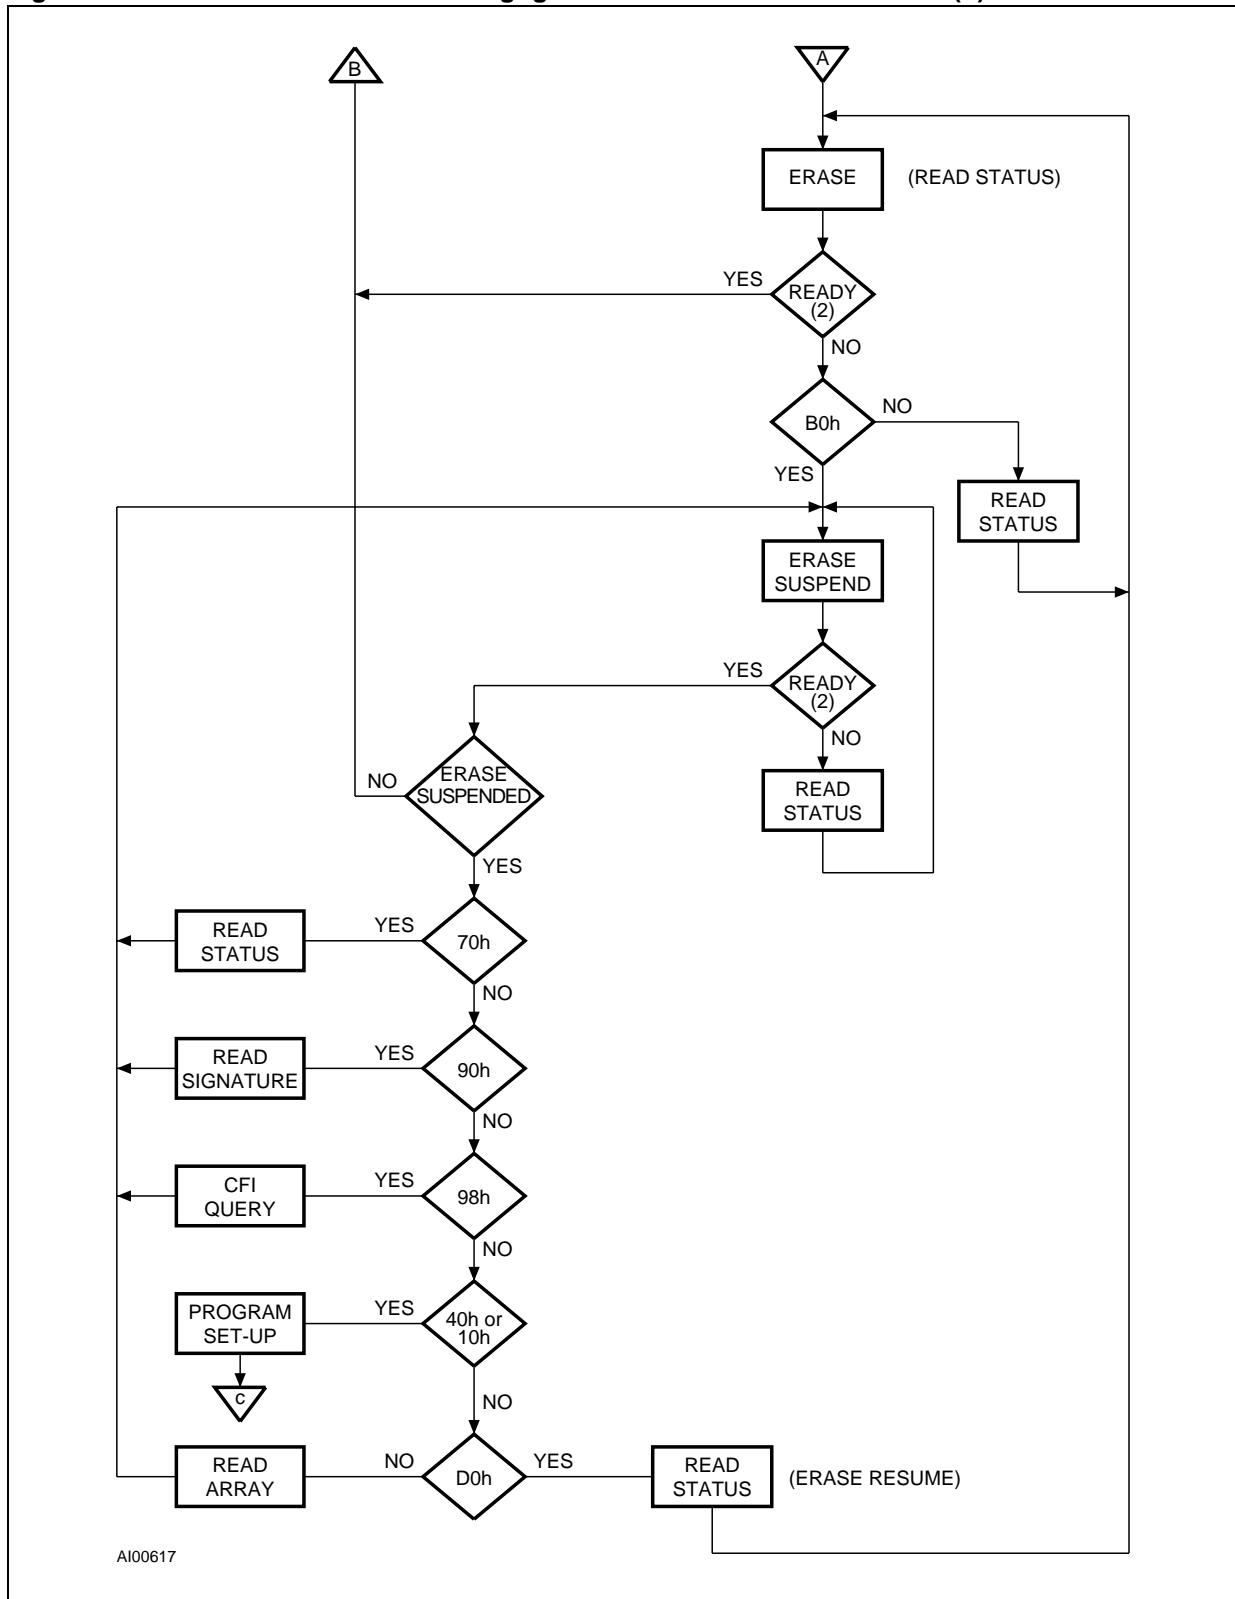 B
A
ERASE
(READ STATUS)
YES
READY
(2)
NO
B0h
NO
YES
READ
STATUS
ERASE
SUSPEND
YES
READY
(2)
NO
READ
STATUS
NO
ERASE
SUSPENDED
YES
READ
STATUS
YES
70h
NO
READ
SIGNATURE
YES
90h
NO
CFI
QUERY
YES
98h
NO
PROGRAM
SET-UP
YES
40h or
10h
c
NO
READ
ARRAY
NO
D0h
YES
READ
STATUS
(ERASE RESUME)
AI00617